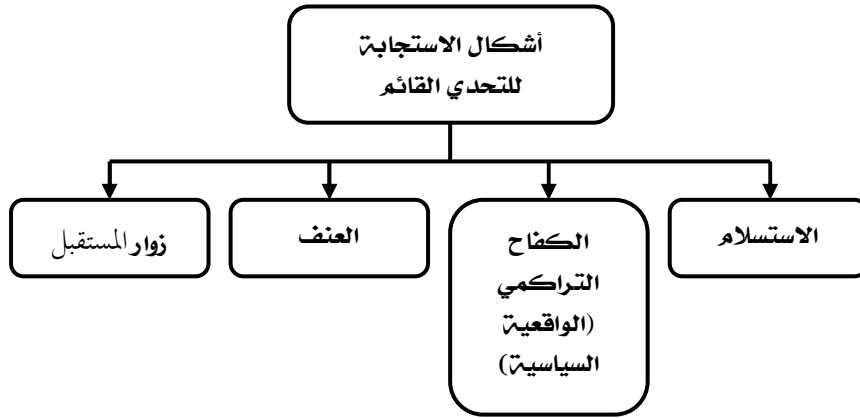 أشكال الاستجابة
للتحدي القائم
الاستسلام
الكفاح
التراكمي
(الواقعية
السياسية)
العنف
زوار المستقبل